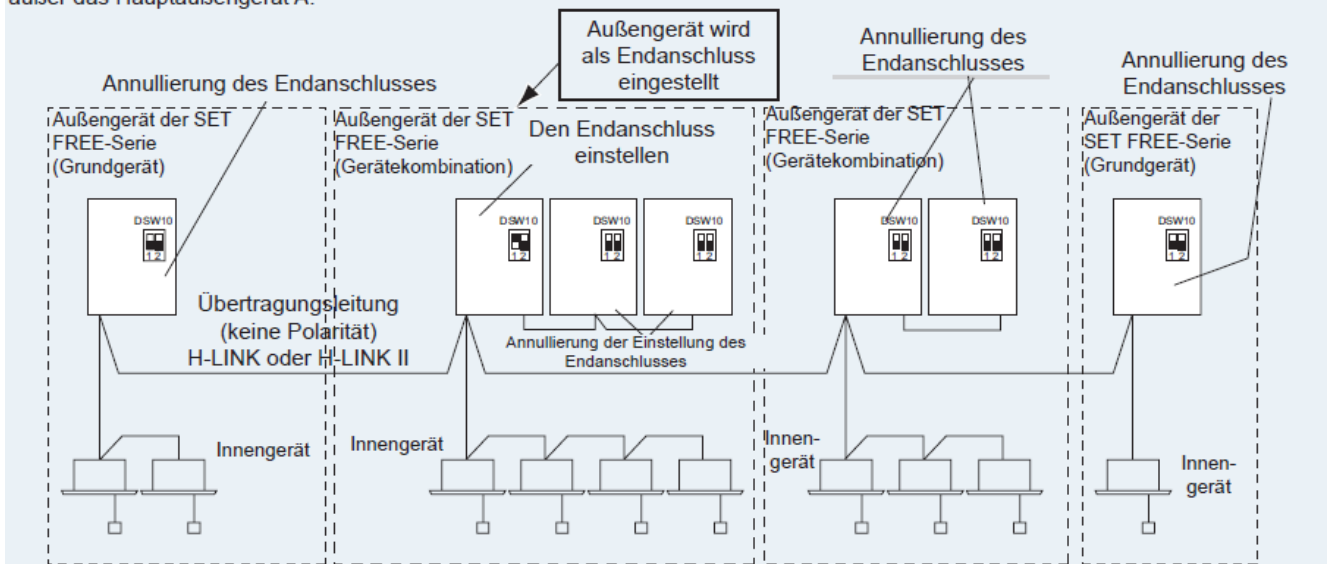 außer das Hauptaußengerät A.
Außengerät wird
als Endanschluss
eingestellt
Annullierung des
Endanschlusses
Annullierung des
Endanschlusses
Annullierung des Endanschlusses
Außengerät der SET
FREE-Serie
(Grundgerät)
Außengerät der SET
FREE-Serie
(Gerätekombination)
Den Endanschluss
einstellen
Außengerät der SET
FREE-Serie
(Gerätekombination)
Außengerät der
SET FREE-Serie
(Grundgerät)
DSW10
1 2
DSW10
1 2
DSW10
1 2
DSW10
1 2
DSW10
1 2
DSW10
1 2
DSW10
1 2
Übertragungsleitung
(keine Polarität)
H-LINK oder H-LINK II
Annullierung der Einstellung des
Endanschlusses
Innengerät
Innengerät
Innen-
gerät
Innen-
gerät